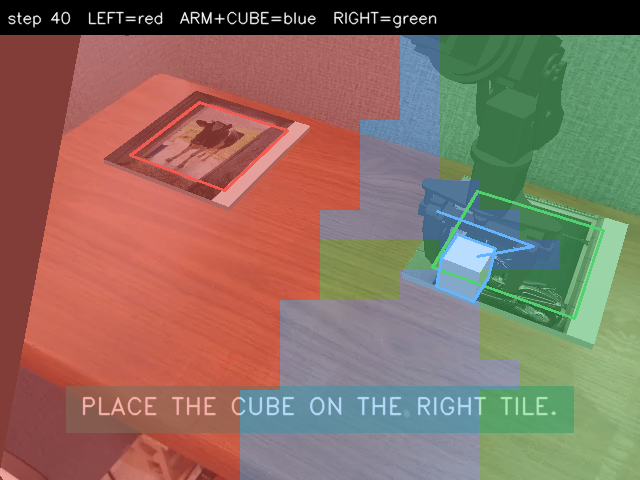 step 40 LEFT=red ARM+CUBE=blue RIGHT=green
PLACE THE CUBE ON THE RIGHT TILE.